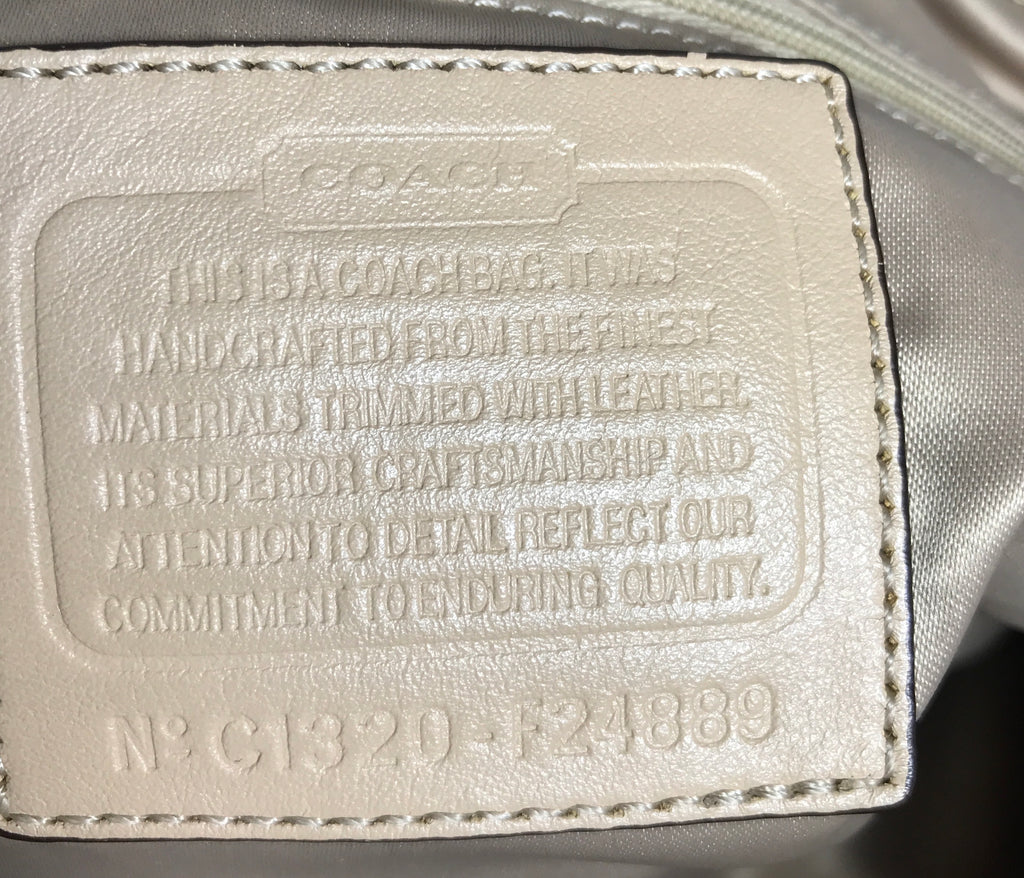 COACH
THIS IS A COACH BAG. IT WAS
HANDCRAFTED FROM THE FINEST
MATERIALS TRIMMED WITH LEATHER.
ITS SUPERIOR CRAFTSMANSHIP AND
ATTENTION TO DETAIL REFLECT OUR
COMMITMENT TO ENDURING QUALITY.
Nº C1320-F24889